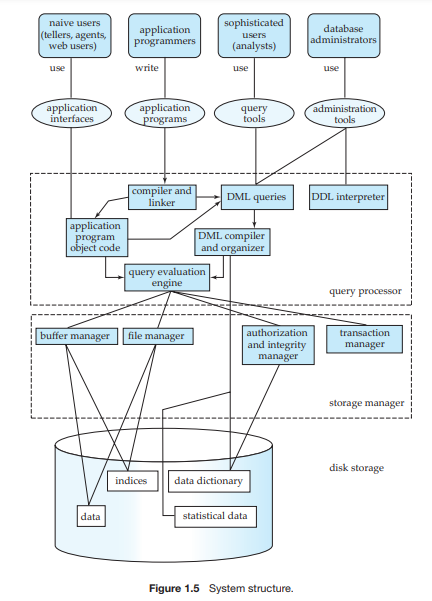 naive users
(tellers, agents,
web users)
application
programmers
sophisticated
users
(analysts)
database
administrators
use
write
use
use
application
interfaces
application
programs
query
tools
administration
tools
compiler and
linker
DML queries
DDL interpreter
application
program
object code
DML compiler
and organizer
query evaluation
engine
query processor
buffer manager
file manager
authorization
and integrity
manager
transaction
manager
storage manager
disk storage
indices
data dictionary
data
statistical data
Figure 1.5 System structure.